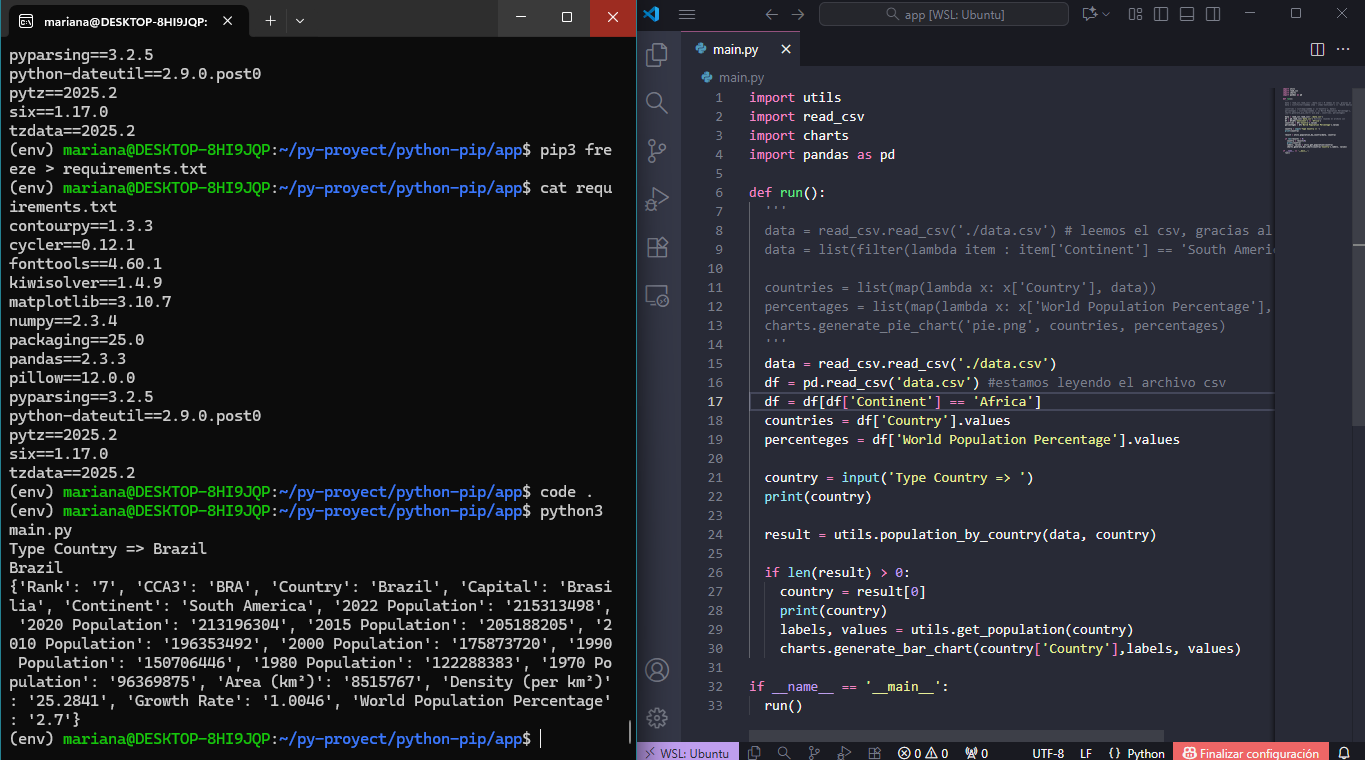 mariana@DESKTOP-8HI9JQP:
pyparsing==3.2.5
python-dateutil==2.9.0.post0
pytz==2025.2
six==1.17.0
tzdata==2025.2
(env) mariana@DESKTOP-8HI9JQP:~/py-proyect/python-pip/app$ pip3 fre
eze > requirements.txt
(env) mariana@DESKTOP-8HI9JQP:~/py-proyect/python-pip/app$ cat requ
irements.txt
contourpy==1.3.3
cycler==0.12.1
fonttools==4.60.1
kiwisolver==1.4.9
matplotlib==3.10.7
numpy==2.3.4
packaging==25.0
pandas==2.3.3
pillow==12.0.0
pyparsing==3.2.5
python-dateutil==2.9.0.post0
pytz==2025.2
six==1.17.0
tzdata==2025.2
(env) mariana@DESKTOP-8HI9JQP:~/py-proyect/python-pip/app$ code .
(env) mariana@DESKTOP-8HI9JQP:~/py-proyect/python-pip/app$ python3
main.py
Type Country => Brazil
Brazil
{'Rank': '7', 'CCA3': 'BRA', 'Country': 'Brazil', 'Capital': 'Brasi
lia', 'Continent': 'South America', '2022 Population': '215313498',
 '2020 Population': '213196304', '2015 Population': '205188205', '2
010 Population': '196353492', '2000 Population': '175873720', '1990
 Population': '150706446', '1980 Population': '122288383', '1970 Po
pulation': '96369875', 'Area (km²)': '8515767', 'Density (per km²)'
: '25.2841', 'Growth Rate': '1.0046', 'World Population Percentage'
: '2.7'}
(env) mariana@DESKTOP-8HI9JQP:~/py-proyect/python-pip/app$
app [WSL: Ubuntu]
main.py
main.py
1 import utils
2 import read_csv
3 import charts
4 import pandas as pd
5
6 def run():
7   '''
8   data = read_csv.read_csv('./data.csv') # leemos el csv, gracias al
9   data = list(filter(lambda item : item['Continent'] == 'South Ameri
10
11   countries = list(map(lambda x: x['Country'], data))
12   percentages = list(map(lambda x: x['World Population Percentage'],
13   charts.generate_pie_chart('pie.png', countries, percentages)
14   '''
15   data = read_csv.read_csv('./data.csv')
16   df = pd.read_csv('data.csv') #estamos leyendo el archivo csv
17   df = df[df['Continent'] == 'Africa']
18   countries = df['Country'].values
19   percenteges = df['World Population Percentage'].values
20
21   country = input('Type Country => ')
22   print(country)
23
24   result = utils.population_by_country(data, country)
25
26   if len(result) > 0:
27     country = result[0]
28     print(country)
29     labels, values = utils.get_population(country)
30     charts.generate_bar_chart(country['Country'],labels, values)
31
32 if __name__ == '__main__':
33   run()
WSL: Ubuntu 0 0 0 UTF-8 LF {} Python Finalizar configuración